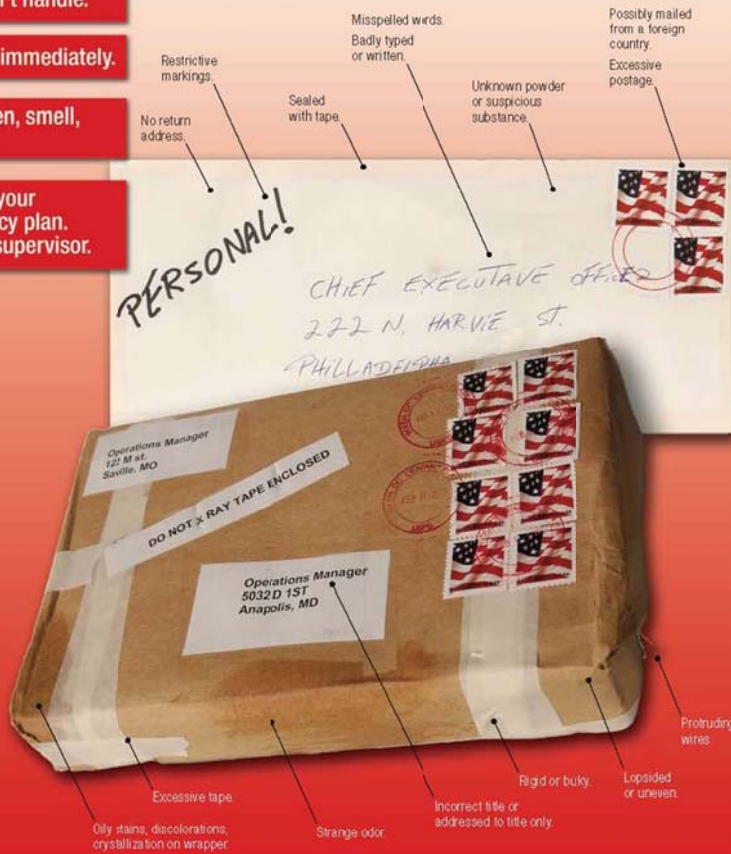 t handle.
immediately.
en, smell,
your
cy plan.
supervisor.
Restrictive
markings.
No return
address.
Sealed
with tape.
Misspelled words.
Badly typed
or written.
Unknown powder
or suspicious
substance.
Possibly mailed
from a foreign
country.
Excessive
postage.
PERSONAL!
CHIEF EXECUTAVE OFFICER
222 N. HARVIE ST.
PHILLADELPHA
Operations Manager
122 M st.
Saville, MO
DO NOT X RAY TAPE ENCLOSED
Operations Manager
5032 D 1ST
Anapolis, MD
Protruding
wires.
Lopsided
or uneven.
Rigid or buky.
Incorrect title or
addressed to title only.
Strange odor.
Excessive tape.
Oily stains, discolorations,
crystallization on wrapper.